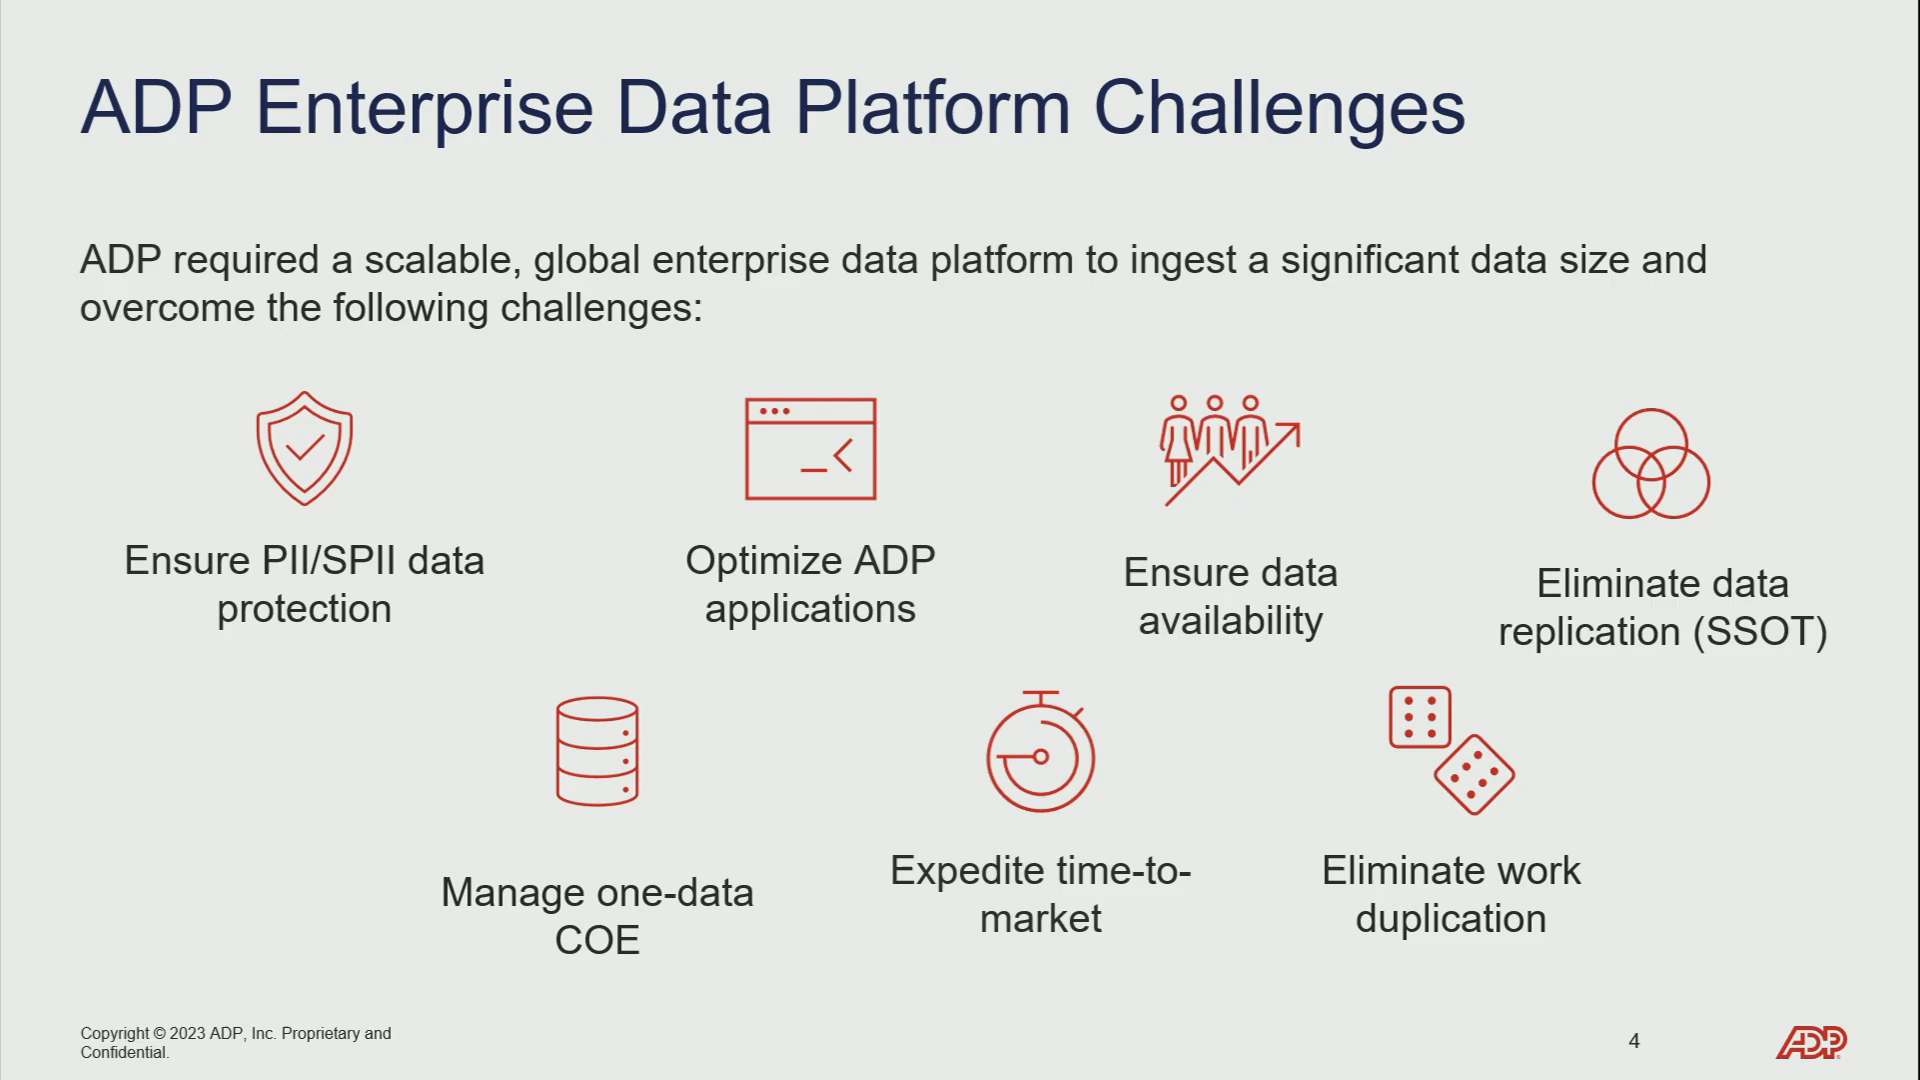 ADP Enterprise Data Platform Challenges
ADP required a scalable, global enterprise data platform to ingest a significant data size and
overcome the following challenges:
Ensure PII/SPII data
protection
Optimize ADP
applications
Ensure data
availability
Eliminate data
replication (SSOT)
Manage one-data
COE
Expedite time-to-
market
Eliminate work
duplication
Copyright © 2023 ADP, Inc. Proprietary and
Confidential.
4
ADP